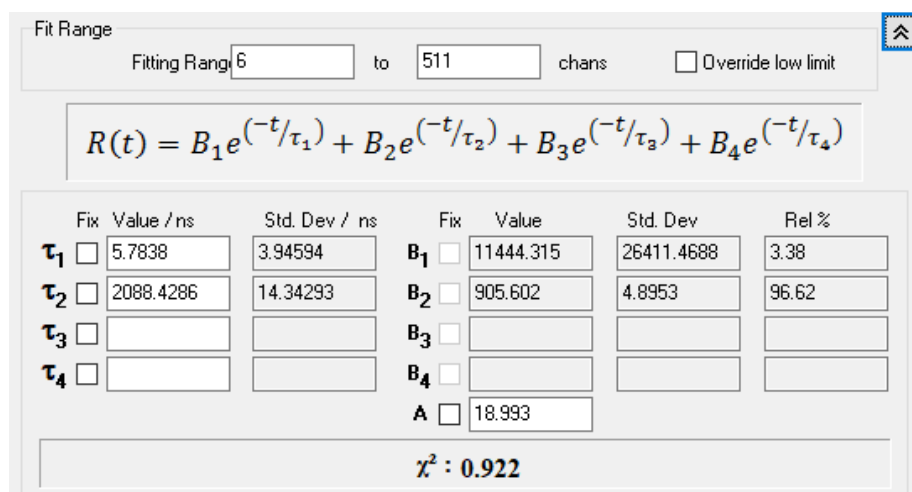 Fit Range
Fitting Rang 6 to 511 chans Override low limit
R(t) = B₁e^(-t/τ₁) + B₂e^(-t/τ₂) + B₃e^(-t/τ₃) + B₄e^(-t/τ₄)
Fix Value / ns Std. Dev / ns Fix Value Std. Dev Rel %
τ₁ 5.7838 3.94594 B₁ 11444.315 26411.4688 3.38
τ₂ 2088.4286 14.34293 B₂ 905.602 4.8953 96.62
τ₃ B₃
τ₄ B₄
A 18.993
χ² : 0.922